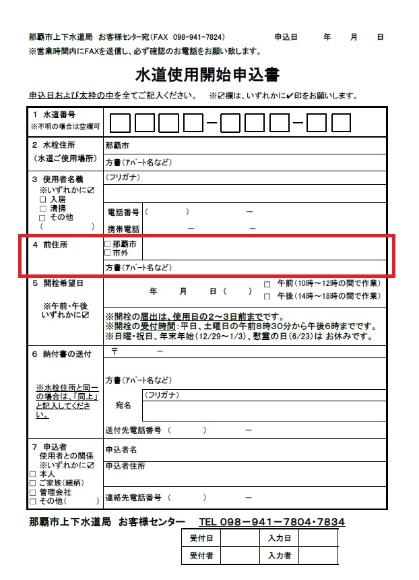 那覇市上下水道局 お客様センター宛(FAX 098-941-7824) 申込日 年 月 日
※営業時間内にFAXを送信し、必ず確認のお電話をお願い致します。
水道使用開始申込書
申込日および太枠の中を全てご記入ください。 ※☑欄は、いずれかに✔印をお願いします。
1 水道番号
※不明の場合は空欄可
□□□□-□□□-□□
2 水栓住所
(水道ご使用場所)
那覇市
方書(アパート名など)
3 使用者名義
※いずれかに☑
□ 入居
□ 清掃
□ その他
( )
(フリガナ)
電話番号 ( ) -
携帯電話 - -
4 前住所
□那覇市
□市外
方書(アパート名など)
5 開栓希望日
※午前・午後
いずれかに☑
年 月 日 ( )
□ 午前(10時~12時の間で作業)
□ 午後(14時~18時の間で作業)
※開栓の届出は、使用日の2~3日前までです。
※開栓の受付時間:平日、土曜日の午前8時30分から午後6時までです。
※日曜・祝日、年末年始(12/29~1/3)、慰霊の日(6/23)は お休みです。
6 納付書の送付
※水栓住所と同一
の場合は、「同上」
と記入してくださ
い。
〒 -
方書(アパート名など)
宛名
(フリガナ)
送付先電話番号 ( ) -
7 申込者
使用者との関係
※いずれかに☑
□ 本人
□ ご家族(続柄)
□ 管理会社
□ その他( )
申込者名
申込者住所
連絡先電話番号 ( ) -
那覇市上下水道局 お客様センター TEL 098-941-7804・7834
受付日 入力日
受付者 入力者